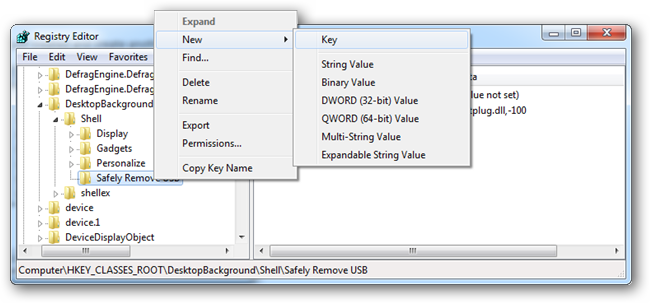 Registry Editor
File Edit View Favorites
DefragEngine.Defrag
DefragEngine.Defrag
DesktopBackground
Shell
Display
Gadgets
Personalize
Safely Remove USB
shellex
device
device.1
DeviceDisplayObject
Expand
New
Find...
Delete
Rename
Export
Permissions...
Copy Key Name
Key
String Value
Binary Value
DWORD (32-bit) Value
QWORD (64-bit) Value
Multi-String Value
Expandable String Value
ta
alue not set)
tplug.dll,-100
Computer\HKEY_CLASSES_ROOT\DesktopBackground\Shell\Safely Remove USB